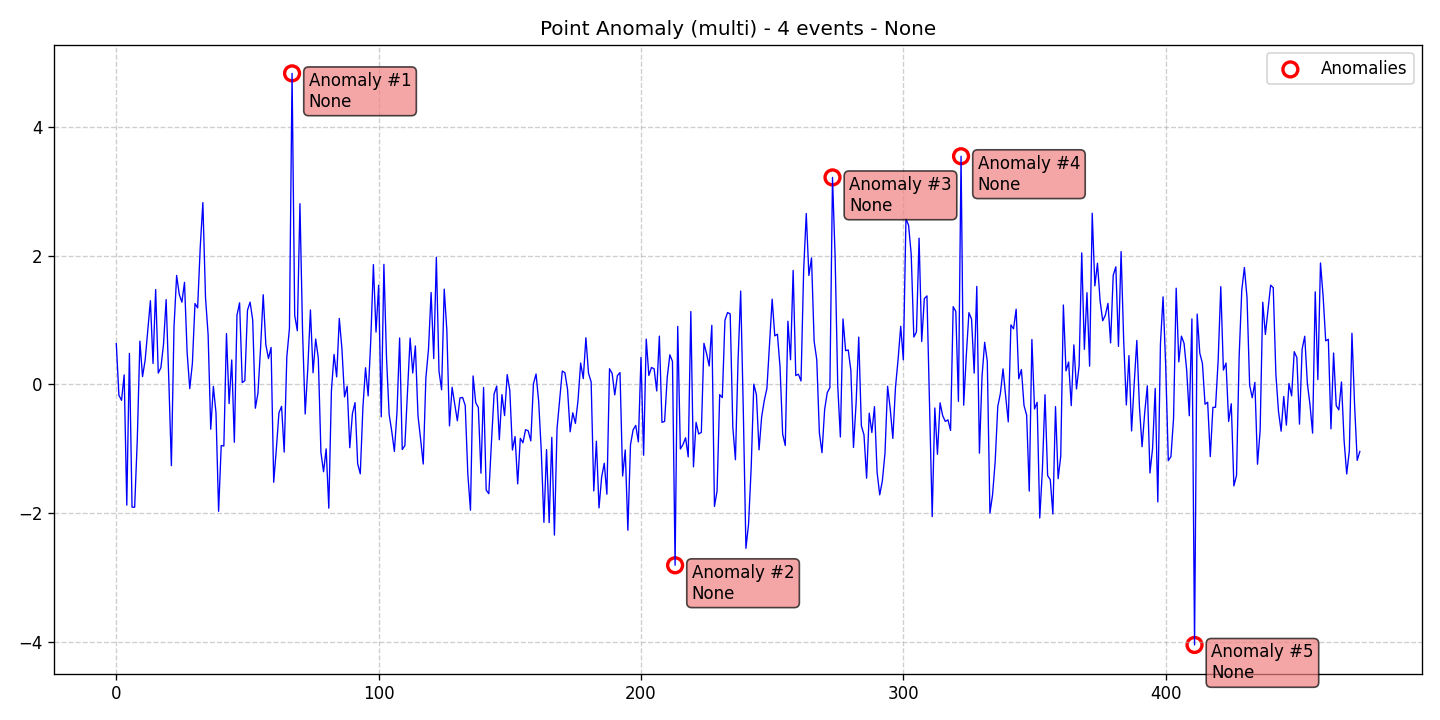 Point Anomaly (multi) - 4 events - None
Anomalies
Anomaly #1
None
Anomaly #4
None
Anomaly #3
None
Anomaly #2
None
Anomaly #5
None
4
2
0
−2
−4
0
100
200
300
400